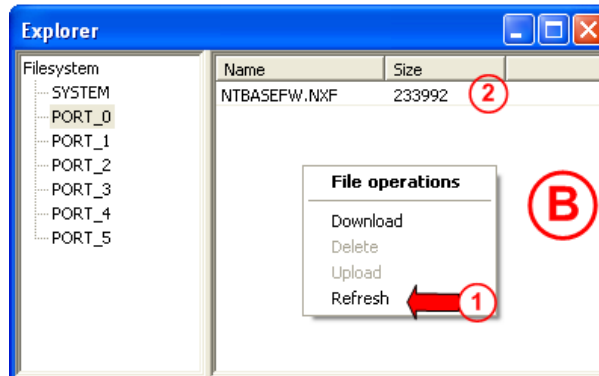 Explorer
Filesystem
SYSTEM
PORT_0
PORT_1
PORT_2
PORT_3
PORT_4
PORT_5
Name Size
NTBASEFW.NXF 233992 2
File operations
Download
Delete
Upload
Refresh 1
B